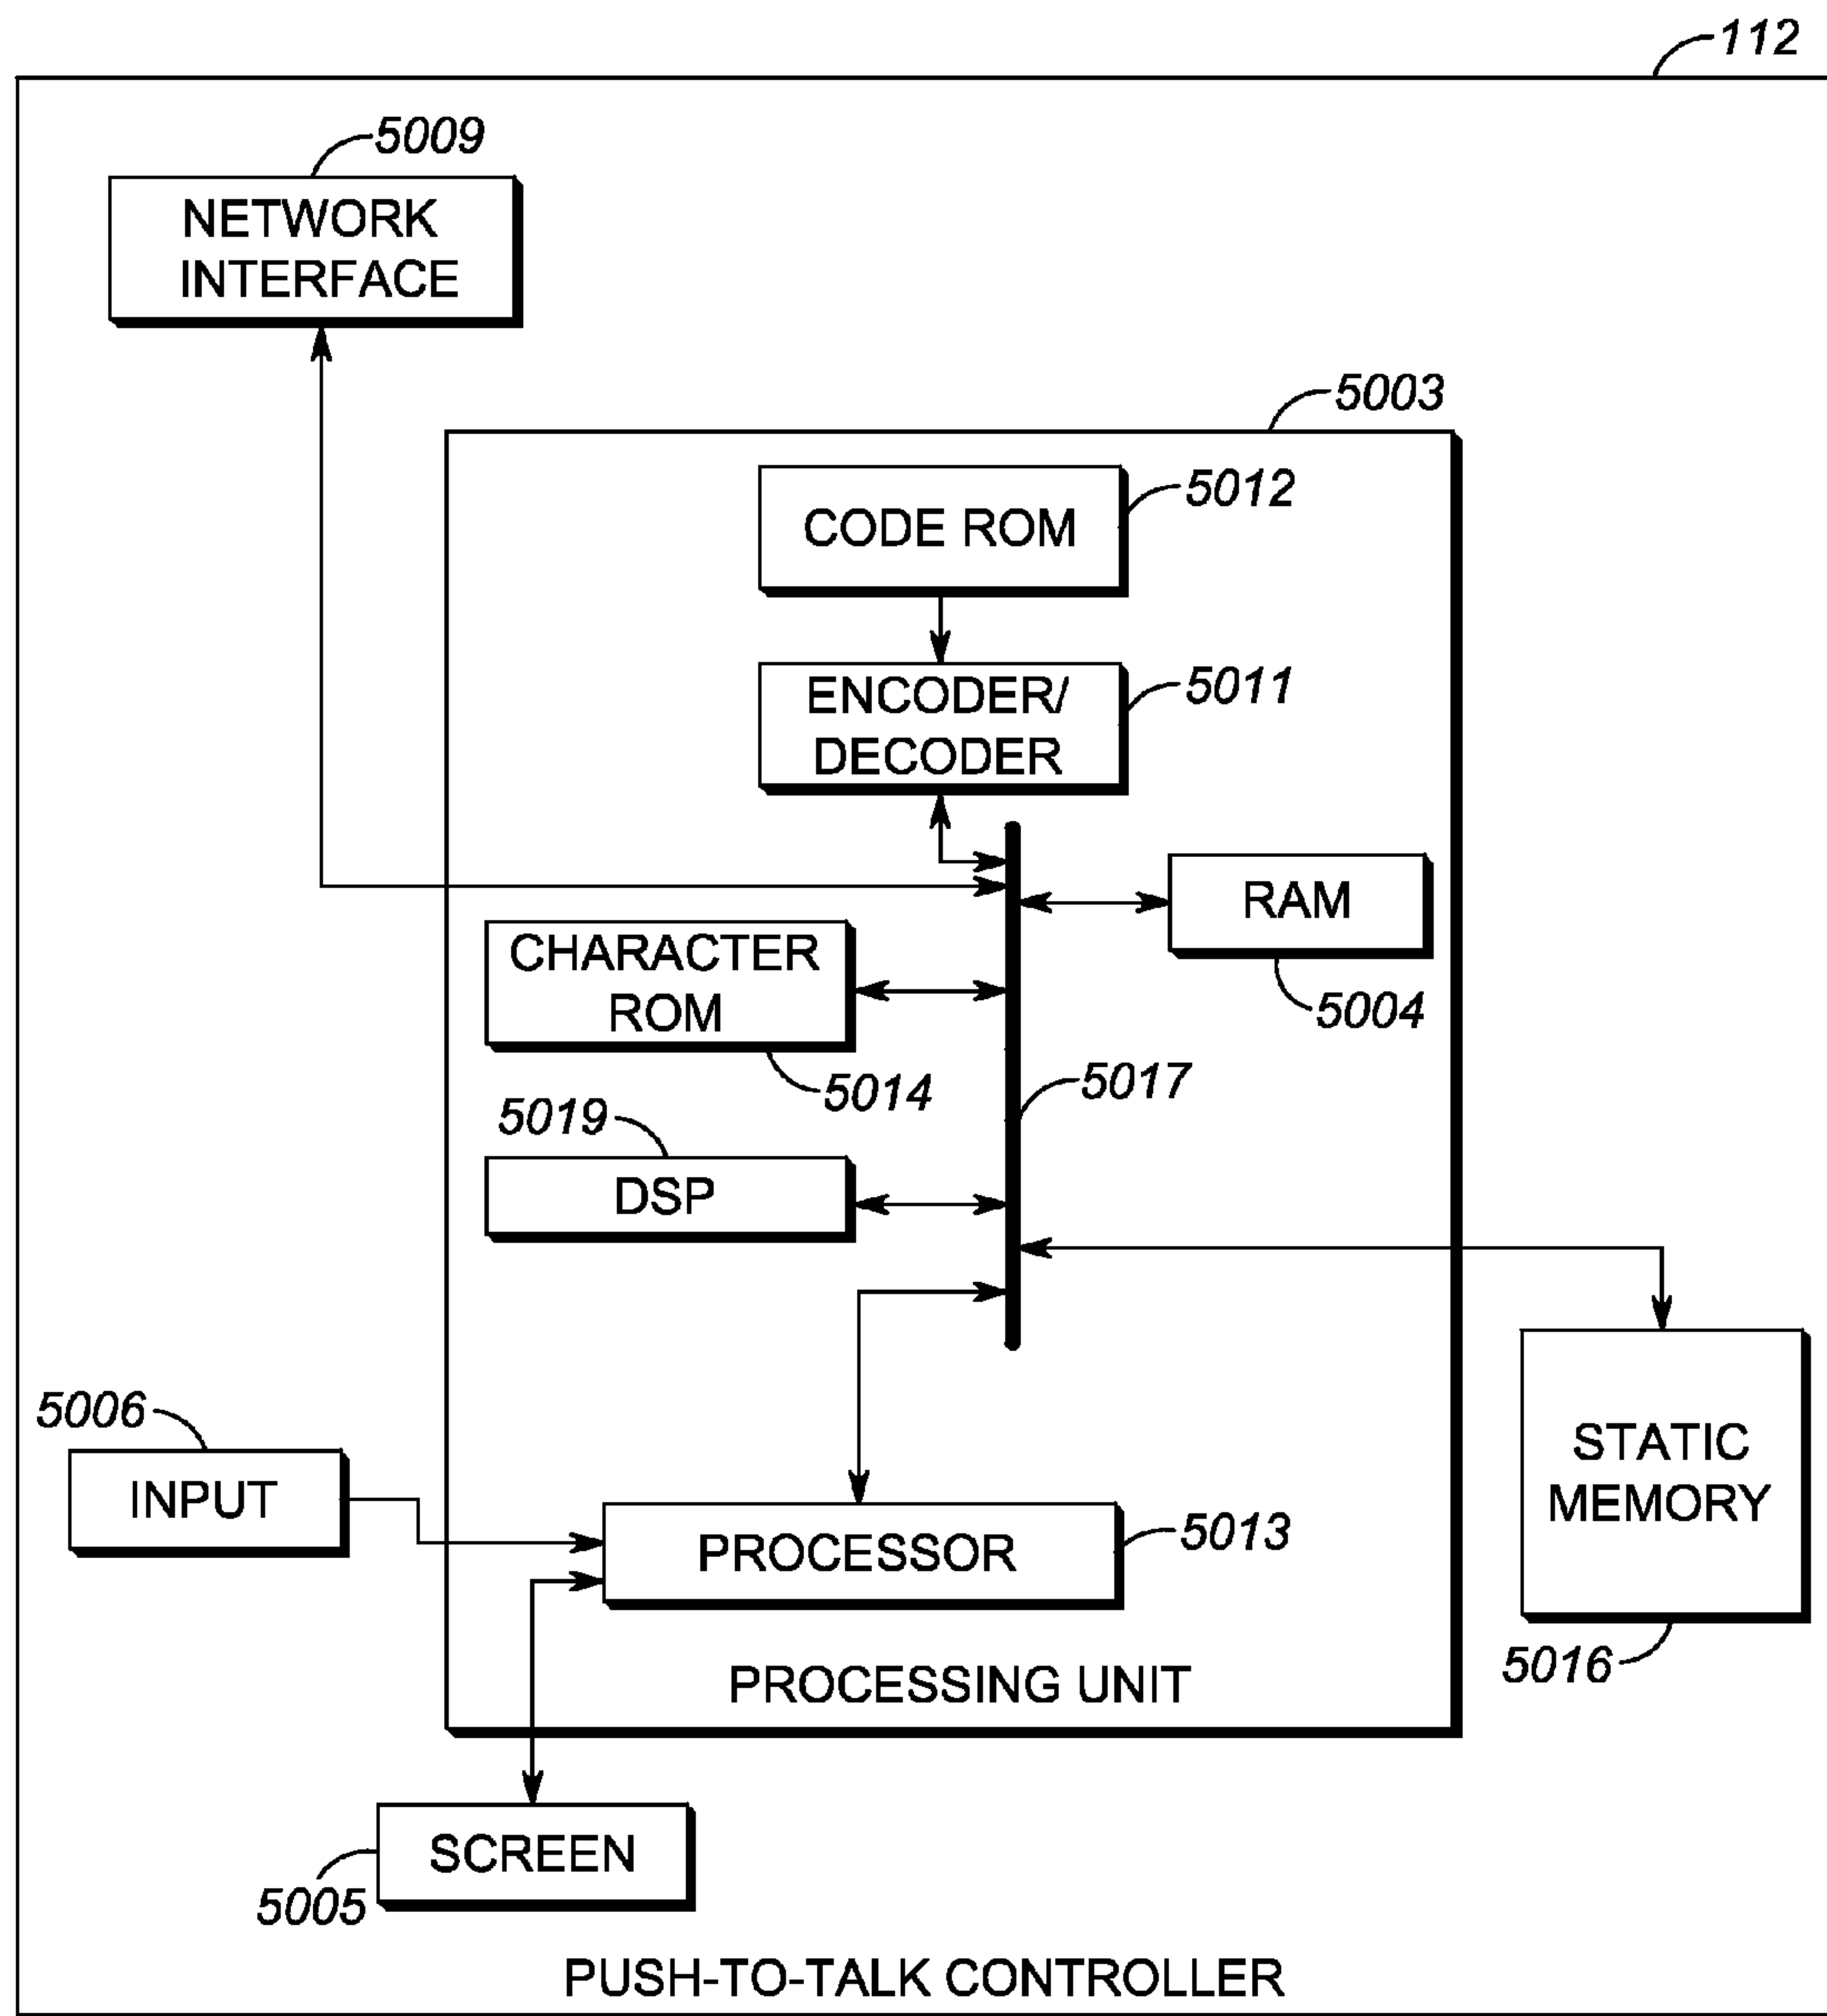 112
5009
NETWORK
INTERFACE
5003
CODE ROM
5012
ENCODER/
DECODER
5011
RAM
5004
CHARACTER
ROM
5014
5017
5019
DSP
5006
INPUT
STATIC
MEMORY
5016
PROCESSOR
5013
PROCESSING UNIT
SCREEN
5005
PUSH-TO-TALK CONTROLLER